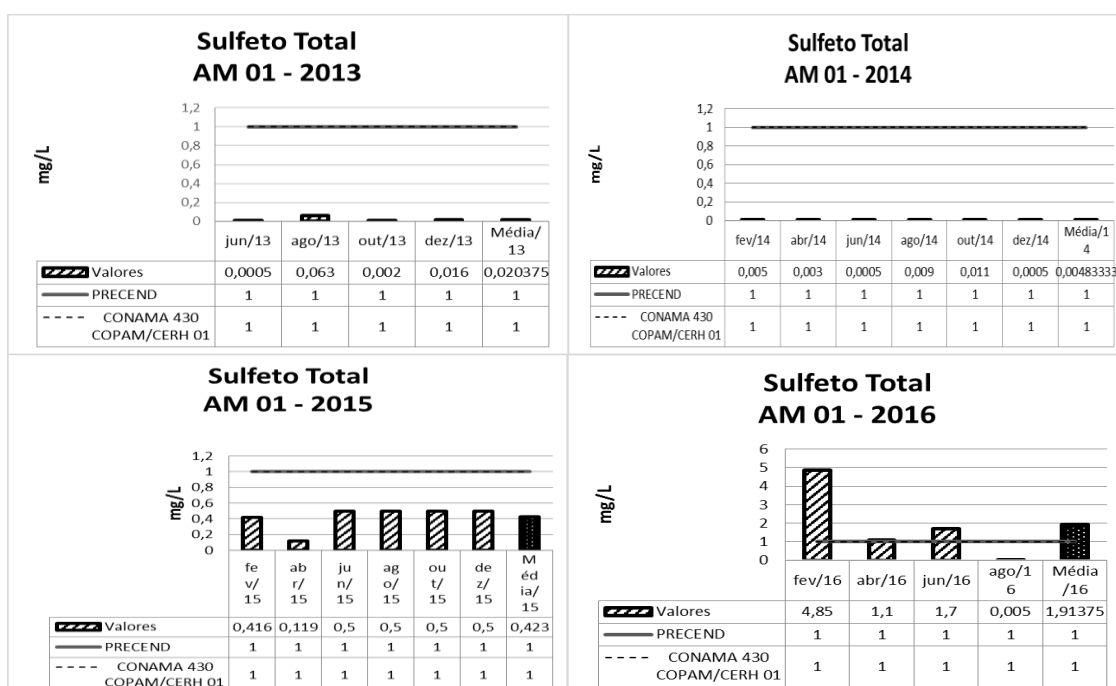 Sulfeto Total
AM 01 - 2013
mg/L
1,2
1
0,8
0,6
0,4
0,2
0
jun/13 ago/13 out/13 dez/13 Média/
13
Valores 0,0005 0,063 0,002 0,016 0,020375
PRECEND 1 1 1 1 1
CONAMA 430
COPAM/CERH 01 1 1 1 1 1
Sulfeto Total
AM 01 - 2014
mg/L
1,2
1
0,8
0,6
0,4
0,2
0
fev/14 abr/14 jun/14 ago/14 out/14 dez/14 Média/1
4
Valores 0,005 0,003 0,0005 0,009 0,011 0,0005 0,00483333
PRECEND 1 1 1 1 1 1 1
CONAMA 430
COPAM/CERH 01 1 1 1 1 1 1 1
Sulfeto Total
AM 01 - 2015
mg/L
1,2
1
0,8
0,6
0,4
0,2
0
fe ab ju ag ou de M
v/ r/ n/ o/ t/ z/ éd
15 15 15 15 15 15 ia/
15
Valores 0,416 0,119 0,5 0,5 0,5 0,5 0,423
PRECEND 1 1 1 1 1 1 1
CONAMA 430
COPAM/CERH 01 1 1 1 1 1 1 1
Sulfeto Total
AM 01 - 2016
mg/L
6
5
4
3
2
1
0
fev/16 abr/16 jun/16 ago/1 Média
6 /16
Valores 4,85 1,1 1,7 0,005 1,91375
PRECEND 1 1 1 1 1
CONAMA 430
COPAM/CERH 01 1 1 1 1 1